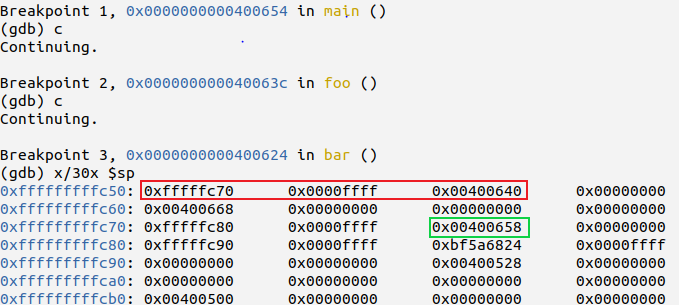 Breakpoint 1, 0x0000000000400654 in main ()
(gdb) c
Continuing.
Breakpoint 2, 0x000000000040063c in foo ()
(gdb) c
Continuing.
Breakpoint 3, 0x0000000000400624 in bar ()
(gdb) x/30x $sp
0xfffffffffc50: 0xfffffc70 0x0000ffff 0x00400640 0x00000000
0xfffffffffc60: 0x00400668 0x00000000 0x00000000 0x00000000
0xfffffffffc70: 0xfffffc80 0x0000ffff 0x00400658 0x00000000
0xfffffffffc80: 0xfffffc90 0x0000ffff 0xbf5a6824 0x0000ffff
0xfffffffffc90: 0x00000000 0x00000000 0x00400528 0x00000000
0xfffffffffca0: 0x00000000 0x00000000 0x00000000 0x00000000
0xfffffffffcb0: 0x00400500 0x00000000 0x00000000 0x00000000